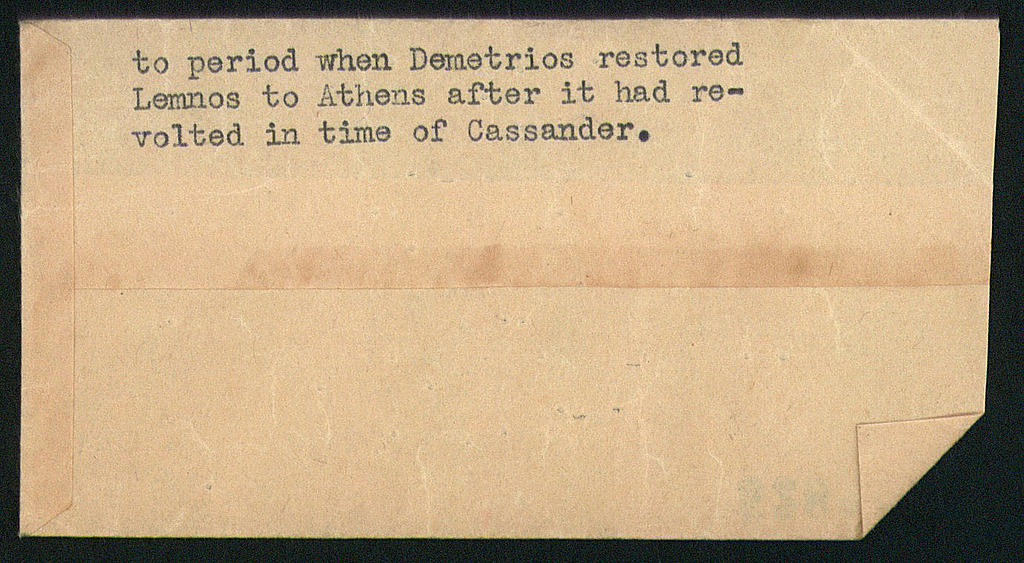 to period when Demetrios restored
Lemnos to Athens after it had re-
volted in time of Cassander.